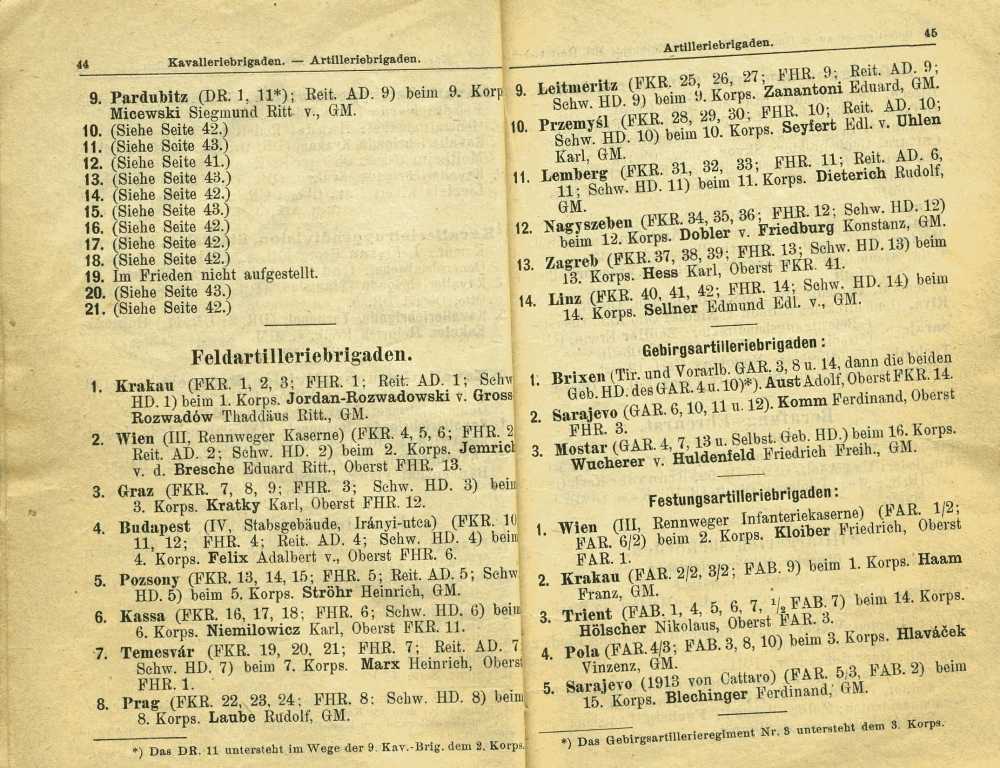 44
Kavalleriebrigaden. — Artilleriebrigaden.
9. Pardubitz (DR. 1, 11*); Reit. AD. 9) beim 9. Korp
Micewski Siegmund Ritt v., GM.
10. (Siehe Seite 42.)
11. (Siehe Seite 43.)
12. (Siehe Seite 41.)
13. (Siehe Seite 43.)
14. (Siehe Seite 42.)
15. (Siehe Seite 43.)
16. (Siehe Seite 42.)
17. (Siehe Seite 42.)
18. (Siehe Seite 42.)
19. Im Frieden nicht aufgestellt.
20. (Siehe Seite 43.)
21. (Siehe Seite 42.)
Feldartilleriebrigaden.
1. Krakau (FKR. 1, 2, 3; FHR. 1; Reit. AD. 1; Schw
HD. 1) beim 1. Korps. Jordan-Rozwadowski v. Gross
Rozwadów Thaddäus Ritt., GM.
2. Wien (III, Rennweger Kaserne) (FKR. 4, 5, 6; FHR. 2
Reit. AD. 2; Schw. HD. 2) beim 2. Korps. Jemrich
v. d. Bresche Eduard Ritt., Oberst FHR. 13.
3. Graz (FKR. 7, 8, 9; FHR. 3; Schw. HD. 3) beim
3. Korps. Kratky Karl, Oberst FHR. 12.
4. Budapest (IV, Stabsgebäude, Irányi-utca) (FKR. 10
11, 12; FHR. 4; Reit. AD. 4; Schw. HD. 4) beim
4. Korps. Felix Adalbert v., Oberst FHR. 6.
5. Pozsony (FKR. 13, 14, 15; FHR. 5; Reit. AD. 5; Schw
HD. 5) beim 5. Korps. Ströhr Heinrich, GM.
6. Kassa (FKR. 16, 17, 18; FHR. 6; Schw. HD. 6) beim
6. Korps. Niemilowicz Karl, Oberst FKR. 11.
7. Temesvár (FKR. 19, 20, 21; FHR. 7; Reit. AD. 7
Schw. HD. 7) beim 7. Korps. Marx Heinrich, Oberst
FHR. 1.
8. Prag (FKR. 22, 23, 24; FHR. 8; Schw. HD. 8) beim
8. Korps. Laube Rudolf, GM.
*) Das DR. 11 untersteht im Wege der 9. Kav.-Brig. dem 2. Korps.
Artilleriebrigaden.
45
9. Leitmeritz (FKR. 25, 26, 27; FHR. 9; Reit. AD. 9;
Schw. HD. 9) beim 9. Korps. Zanantoni Eduard, GM.
10. Przemyśl (FKR. 28, 29, 30; FHR. 10; Reit. AD. 10;
Schw. HD. 10) beim 10. Korps. Seyfert Edl. v. Uhlen
Karl, GM.
11. Lemberg (FKR. 31, 32, 33; FHR. 11; Reit. AD. 6,
11; Schw. HD. 11) beim 11. Korps. Dieterich Rudolf,
GM.
12. Nagyszeben (FKR. 34, 35, 36; FHR. 12; Schw. HD. 12)
beim 12. Korps. Dobler v. Friedburg Konstanz, GM.
13. Zagreb (FKR. 37, 38, 39; FHR. 13; Schw. HD. 13) beim
13. Korps. Hess Karl, Oberst FKR. 41.
14. Linz (FKR. 40, 41, 42; FHR. 14; Schw. HD. 14) beim
14. Korps. Sellner Edmund Edl. v., GM.
Gebirgsartilleriebrigaden:
1. Brixen (Tir. und Vorarlb. GAR. 3, 8 u. 14, dann die beiden
Geb. HD. des GAR. 4 u. 10)*). Aust Adolf, Oberst FKR. 14.
2. Sarajevo (GAR. 6, 10, 11 u. 12). Komm Ferdinand, Oberst
FHR. 3.
3. Mostar (GAR. 4, 7, 13 u. Selbst. Geb. HD.) beim 16. Korps.
Wucherer v. Huldenfeld Friedrich Freih., GM.
Festungsartilleriebrigaden:
1. Wien (III, Rennweger Infanteriekaserne) (FAR. 1/2;
FAR. 6/2) beim 2. Korps. Kloiber Friedrich, Oberst
FAR. 1.
2. Krakau (FAR. 2/2, 3/2; FAB. 9) beim 1. Korps. Haam
Franz, GM.
3. Trient (FAB. 1, 4, 5, 6, 7, 1/2 FAB. 7) beim 14. Korps.
Hölscher Nikolaus, Oberst FAR. 3.
4. Pola (FAR. 4/3; FAB. 3, 8, 10) beim 3. Korps. Hlaváček
Vinzenz, GM.
5. Sarajevo (1913 von Cattaro) (FAR. 5/3, FAB. 2) beim
15. Korps. Blechinger Ferdinand, GM.
*) Das Gebirgsartillerieregiment Nr. 3 untersteht dem 3. Korps.